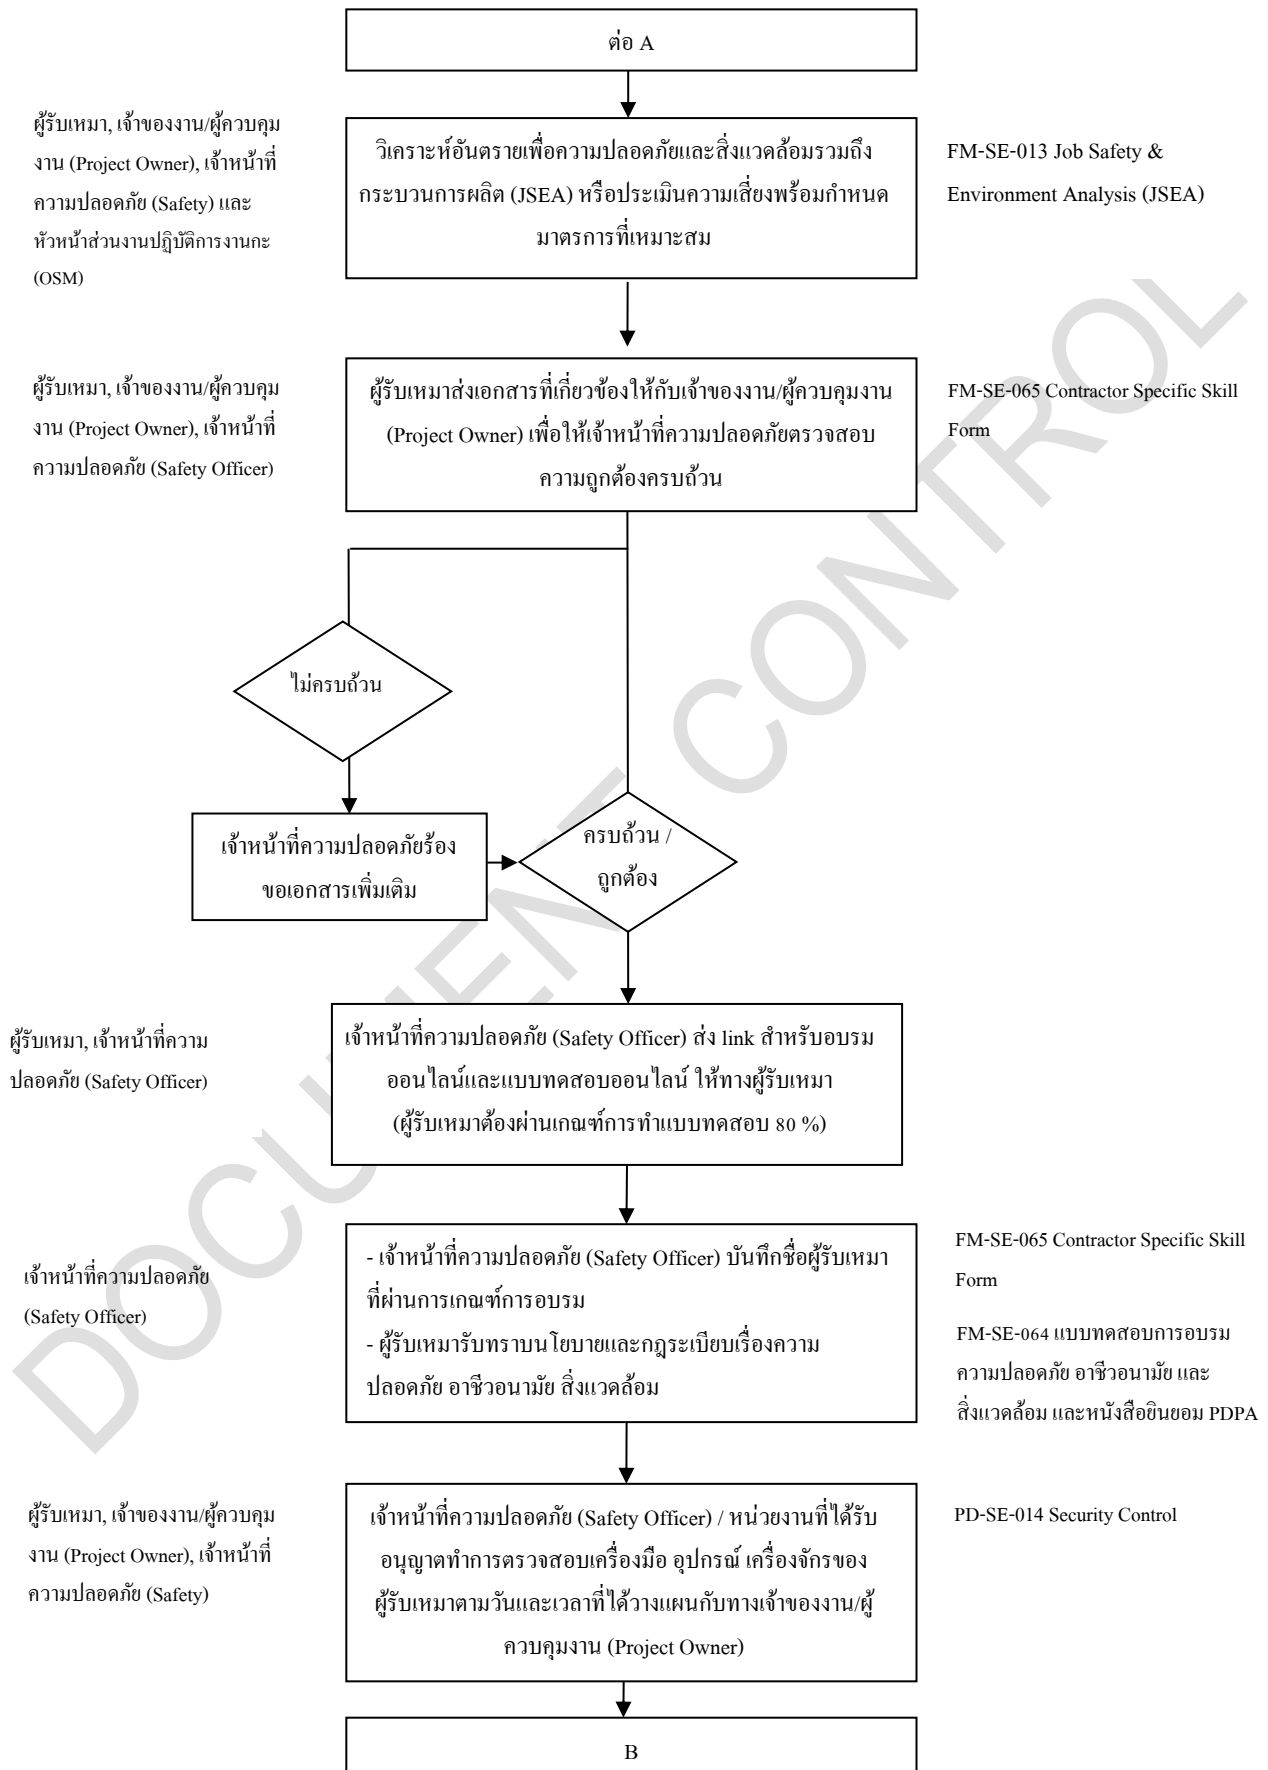 ต่อ A
ผู้รับเหมา, เจ้าของงาน/ผู้ควบคุม
งาน (Project Owner), เจ้าหน้าที่
ความปลอดภัย (Safety) และ
หัวหน้าส่วนงานปฏิบัติการงานกะ
(OSM)
วิเคราะห์อันตรายเพื่อความปลอดภัยและสิ่งแวดล้อมรวมถึง
กระบวนการผลิต (JSEA) หรือประเมินความเสี่ยงพร้อมกำหนด
มาตรการที่เหมาะสม
FM-SE-013 Job Safety &
Environment Analysis (JSEA)
ผู้รับเหมา, เจ้าของงาน/ผู้ควบคุม
งาน (Project Owner), เจ้าหน้าที่
ความปลอดภัย (Safety Officer)
ผู้รับเหมาส่งเอกสารที่เกี่ยวข้องให้กับเจ้าของงาน/ผู้ควบคุมงาน
(Project Owner) เพื่อให้เจ้าหน้าที่ความปลอดภัยตรวจสอบ
ความถูกต้องครบถ้วน
FM-SE-065 Contractor Specific Skill
Form
ไม่ครบถ้วน
เจ้าหน้าที่ความปลอดภัยร้อง
ขอเอกสารเพิ่มเติม
ครบถ้วน /
ถูกต้อง
ผู้รับเหมา, เจ้าหน้าที่ความ
ปลอดภัย (Safety Officer)
เจ้าหน้าที่ความปลอดภัย (Safety Officer) ส่ง link สำหรับอบรม
ออนไลน์และแบบทดสอบออนไลน์ ให้ทางผู้รับเหมา
(ผู้รับเหมาต้องผ่านเกณฑ์การทำแบบทดสอบ 80 %)
เจ้าหน้าที่ความปลอดภัย
(Safety Officer)
- เจ้าหน้าที่ความปลอดภัย (Safety Officer) บันทึกชื่อผู้รับเหมา
ที่ผ่านการเกณฑ์การอบรม
- ผู้รับเหมารับทราบนโยบายและกฎระเบียบเรื่องความ
ปลอดภัย อาชีวอนามัย สิ่งแวดล้อม
FM-SE-065 Contractor Specific Skill
Form
FM-SE-064 แบบทดสอบการอบรม
ความปลอดภัย อาชีวอนามัย และ
สิ่งแวดล้อม และหนังสือยินยอม PDPA
ผู้รับเหมา, เจ้าของงาน/ผู้ควบคุม
งาน (Project Owner), เจ้าหน้าที่
ความปลอดภัย (Safety)
เจ้าหน้าที่ความปลอดภัย (Safety Officer) / หน่วยงานที่ได้รับ
อนุญาตทำการตรวจสอบเครื่องมือ อุปกรณ์ เครื่องจักรของ
ผู้รับเหมาตามวันและเวลาที่ได้วางแผนกับทางเจ้าของงาน/ผู้
ควบคุมงาน (Project Owner)
PD-SE-014 Security Control
B
DOCUMENT CONTROL